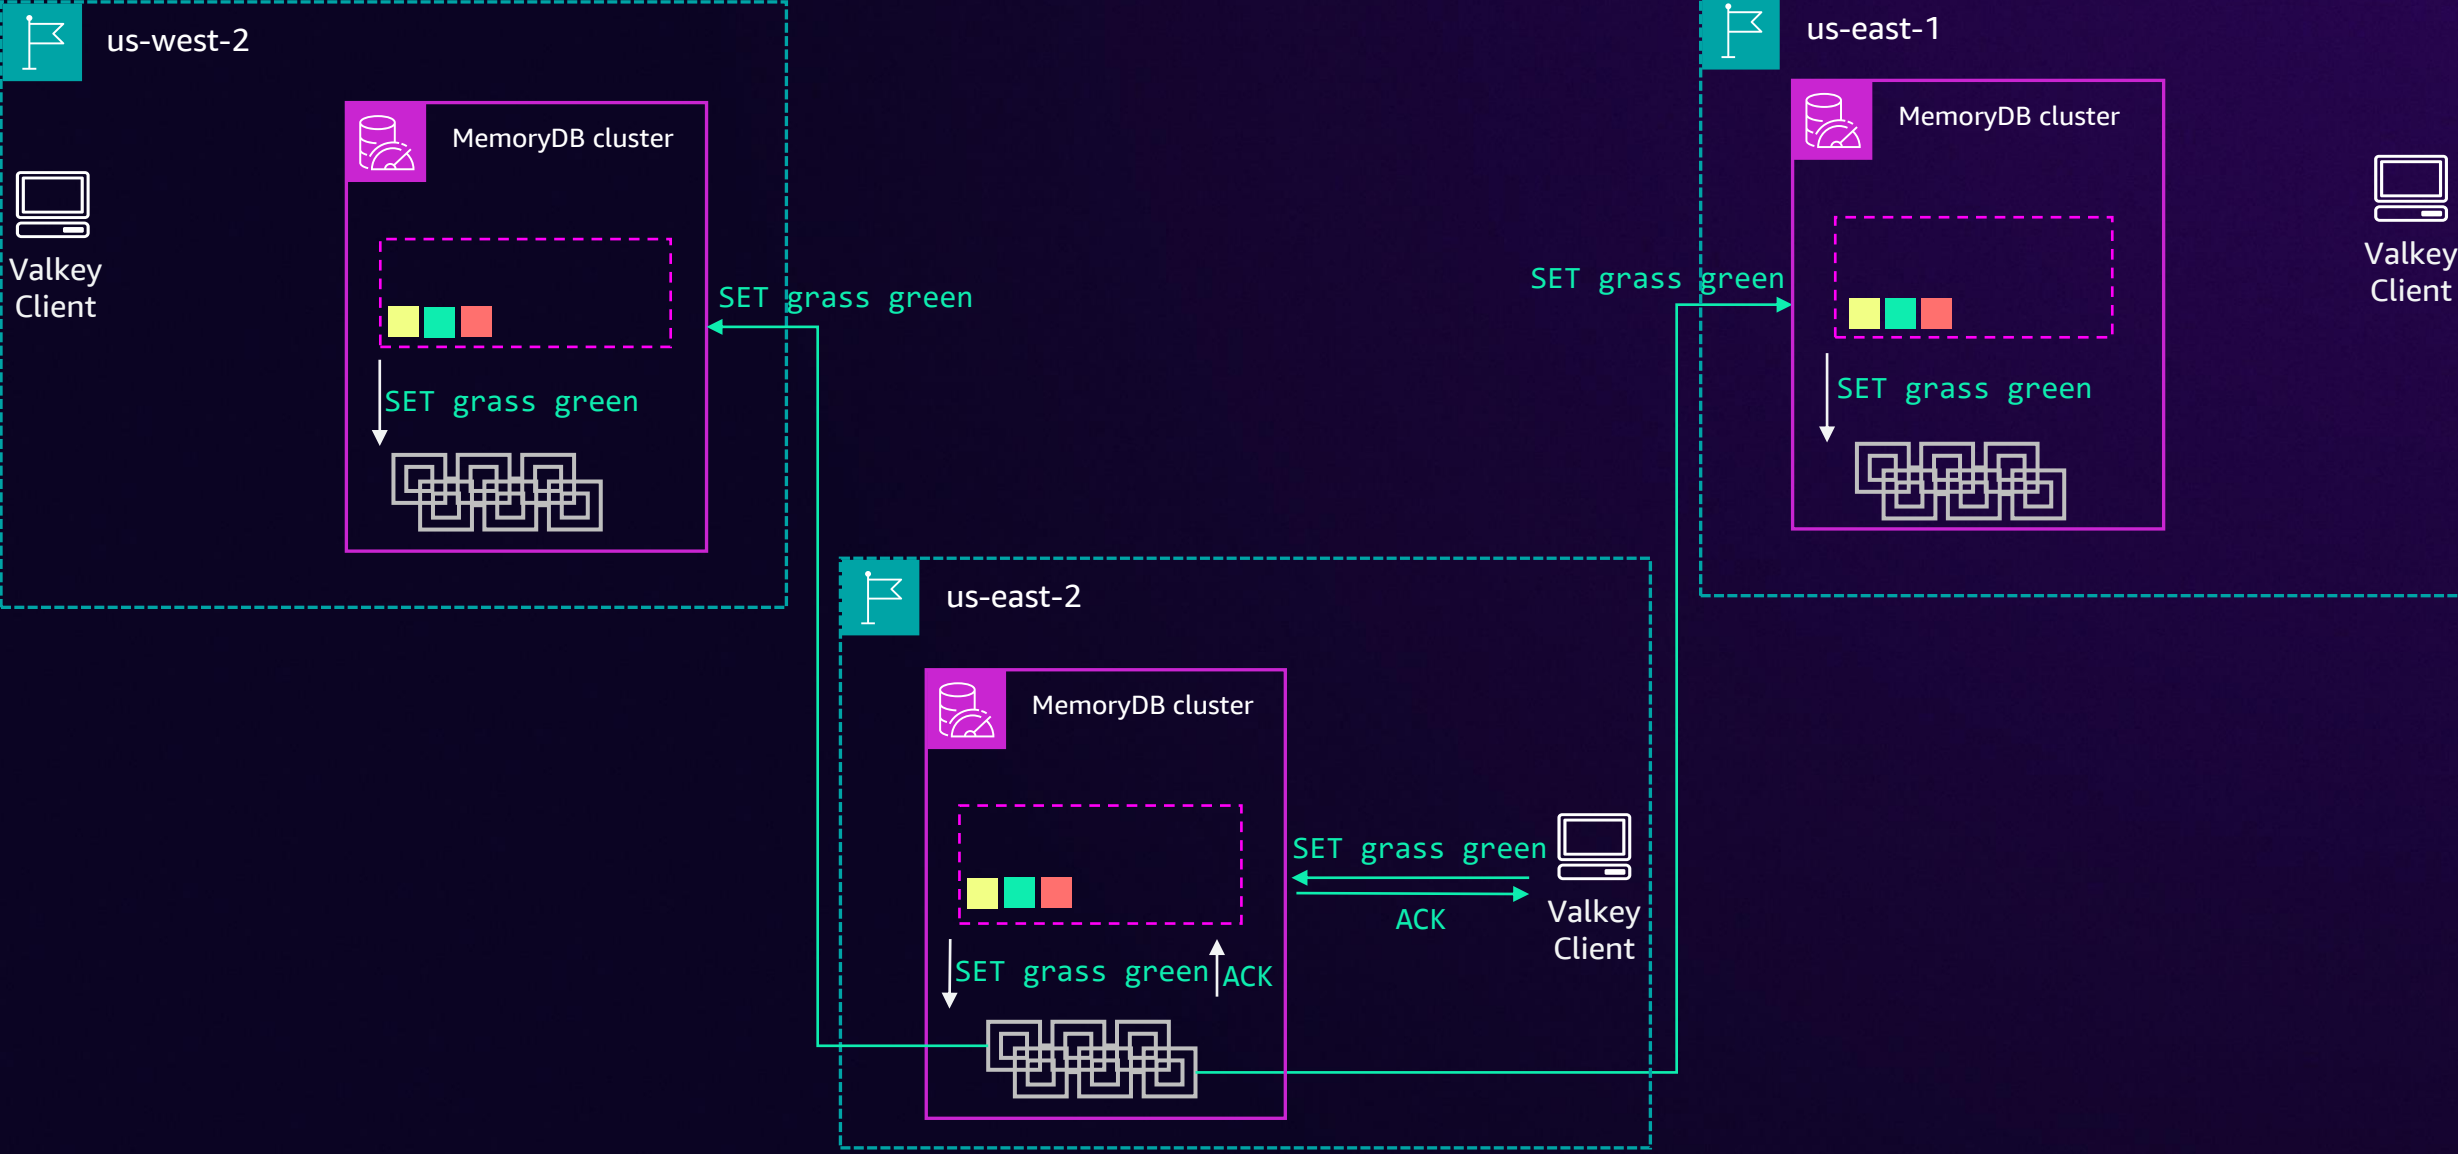 us-west-2
MemoryDB cluster
Valkey
Client
SET grass green
SET grass green
us-east-1
MemoryDB cluster
Valkey
Client
SET grass green
SET grass green
us-east-2
MemoryDB cluster
SET grass green
ACK
Valkey
Client
SET grass green
ACK